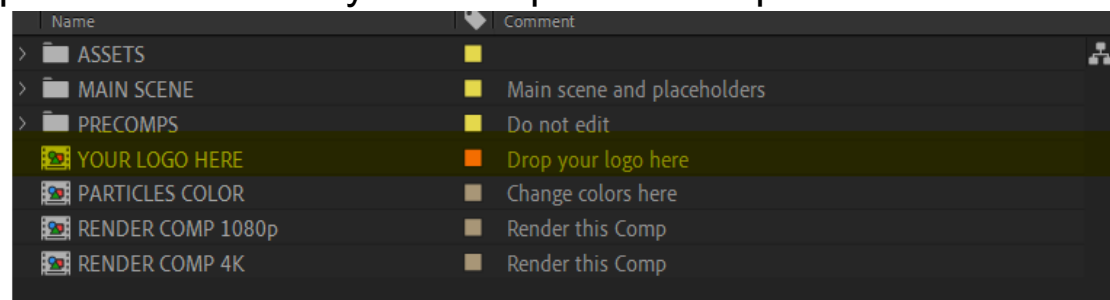 Name Comment
ASSETS
MAIN SCENE Main scene and placeholders
PRECOMPS Do not edit
YOUR LOGO HERE Drop your logo here
PARTICLES COLOR Change colors here
RENDER COMP 1080p Render this Comp
RENDER COMP 4K Render this Comp